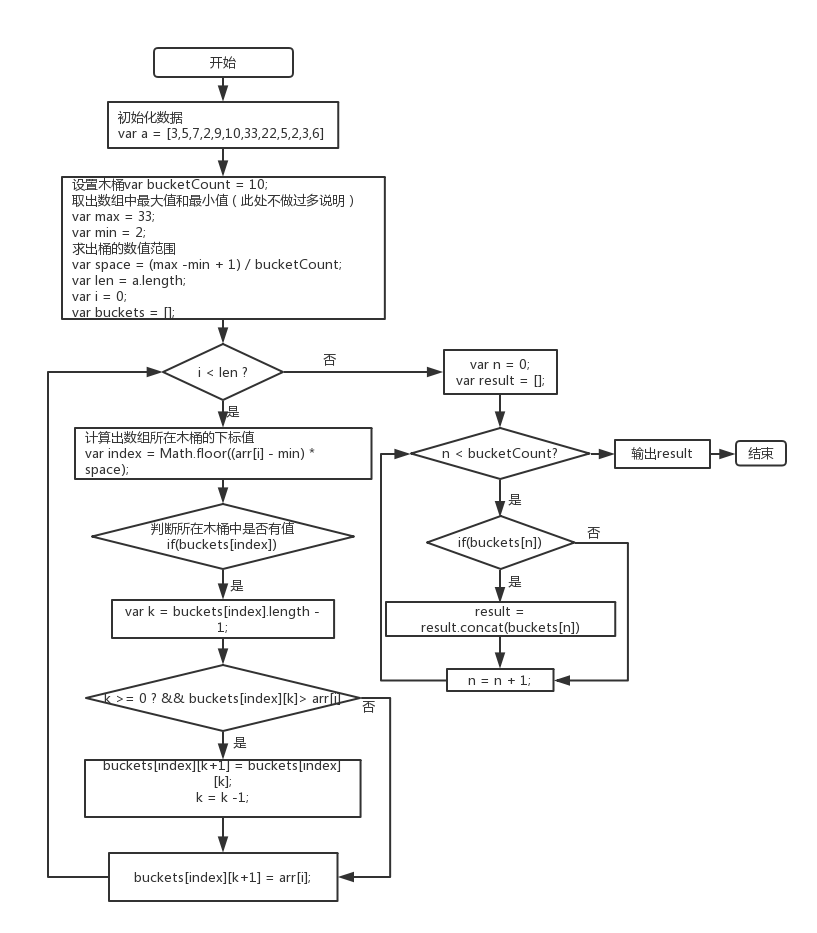 开始
初始化数据
var a = [3,5,7,2,9,10,33,22,5,2,3,6]
设置木桶var bucketCount = 10;
取出数组中最大值和最小值（此处不做过多说明）
var max = 33;
var min = 2;
求出桶的数值范围
var space = (max -min + 1) / bucketCount;
var len = a.length;
var i = 0;
var buckets = [];
i < len ?
否
是
计算出数组所在木桶的下标值
var index = Math.floor((arr[i] - min) *
space);
判断所在木桶中是否有值
if(buckets[index])
是
var k = buckets[index].length -
1;
k >= 0 ? && buckets[index][k]> arr[i]
否
是
buckets[index][k+1] = buckets[index]
[k];
k = k -1;
buckets[index][k+1] = arr[i];
var n = 0;
var result = [];
n < bucketCount?
输出result
结束
是
if(buckets[n])
否
是
result =
result.concat(buckets[n])
n = n + 1;